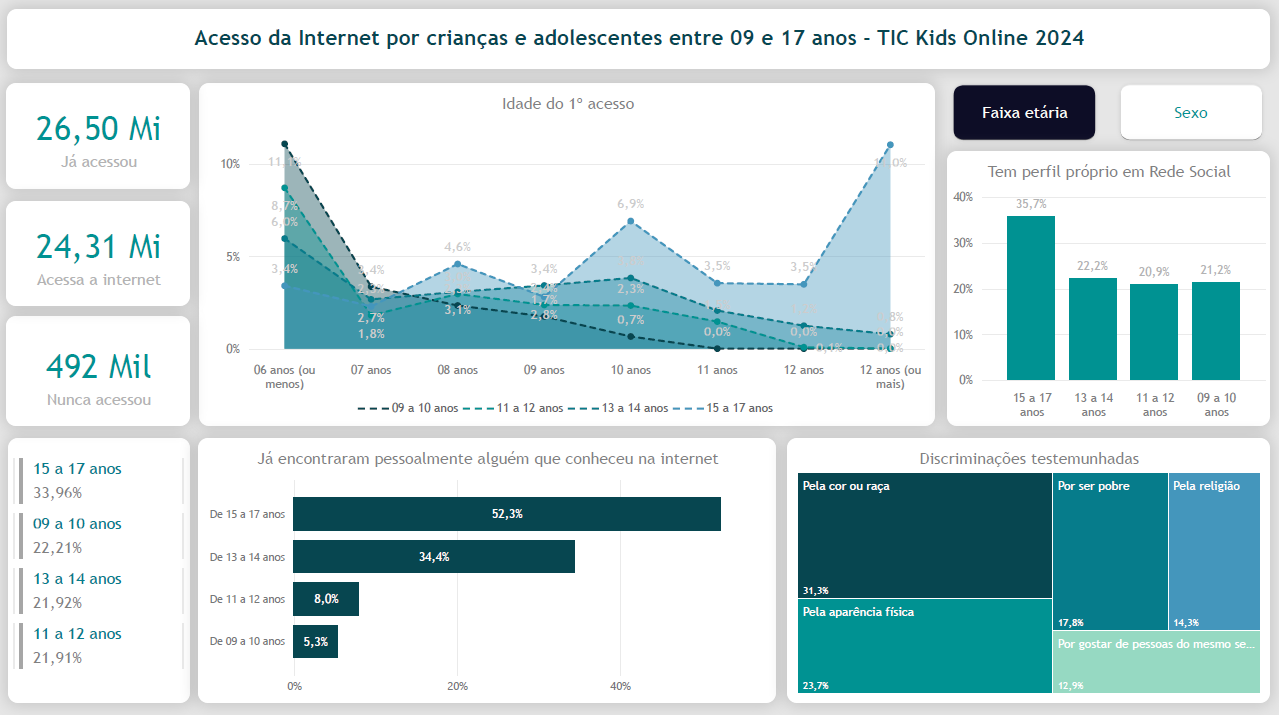 Acesso da Internet por crianças e adolescentes entre 09 e 17 anos - TIC Kids Online 2024
26,50 Mi
Já acessou
24,31 Mi
Acessa a internet
492 Mil
Nunca acessou
Idade do 1º acesso
10%
5%
0%
11,1%
8,7%
6,0%
3,4%
3,4%
2,7%
1,8%
4,6%
3,1%
3,4%
1,7%
2,8%
6,9%
2,3%
0,7%
3,5%
0,0%
3,5%
0,0%
0,1%
0,0%
06 anos (ou menos)
07 anos
08 anos
09 anos
10 anos
11 anos
12 anos
12 anos (ou mais)
09 a 10 anos
11 a 12 anos
13 a 14 anos
15 a 17 anos
Faixa etária
Sexo
Tem perfil próprio em Rede Social
40%
30%
20%
10%
0%
35,7%
22,2%
20,9%
21,2%
15 a 17
anos
13 a 14
anos
11 a 12
anos
09 a 10
anos
15 a 17 anos
33,96%
09 a 10 anos
22,21%
13 a 14 anos
21,92%
11 a 12 anos
21,91%
Já encontraram pessoalmente alguém que conheceu na internet
De 15 a 17 anos
52,3%
De 13 a 14 anos
34,4%
De 11 a 12 anos
8,0%
De 09 a 10 anos
5,3%
0%
20%
40%
Discriminações testemunhadas
Pela cor ou raça
31,3%
Pela aparência física
23,7%
Por ser pobre
17,8%
Pela religião
14,3%
Por gostar de pessoas do mesmo se...
12,9%